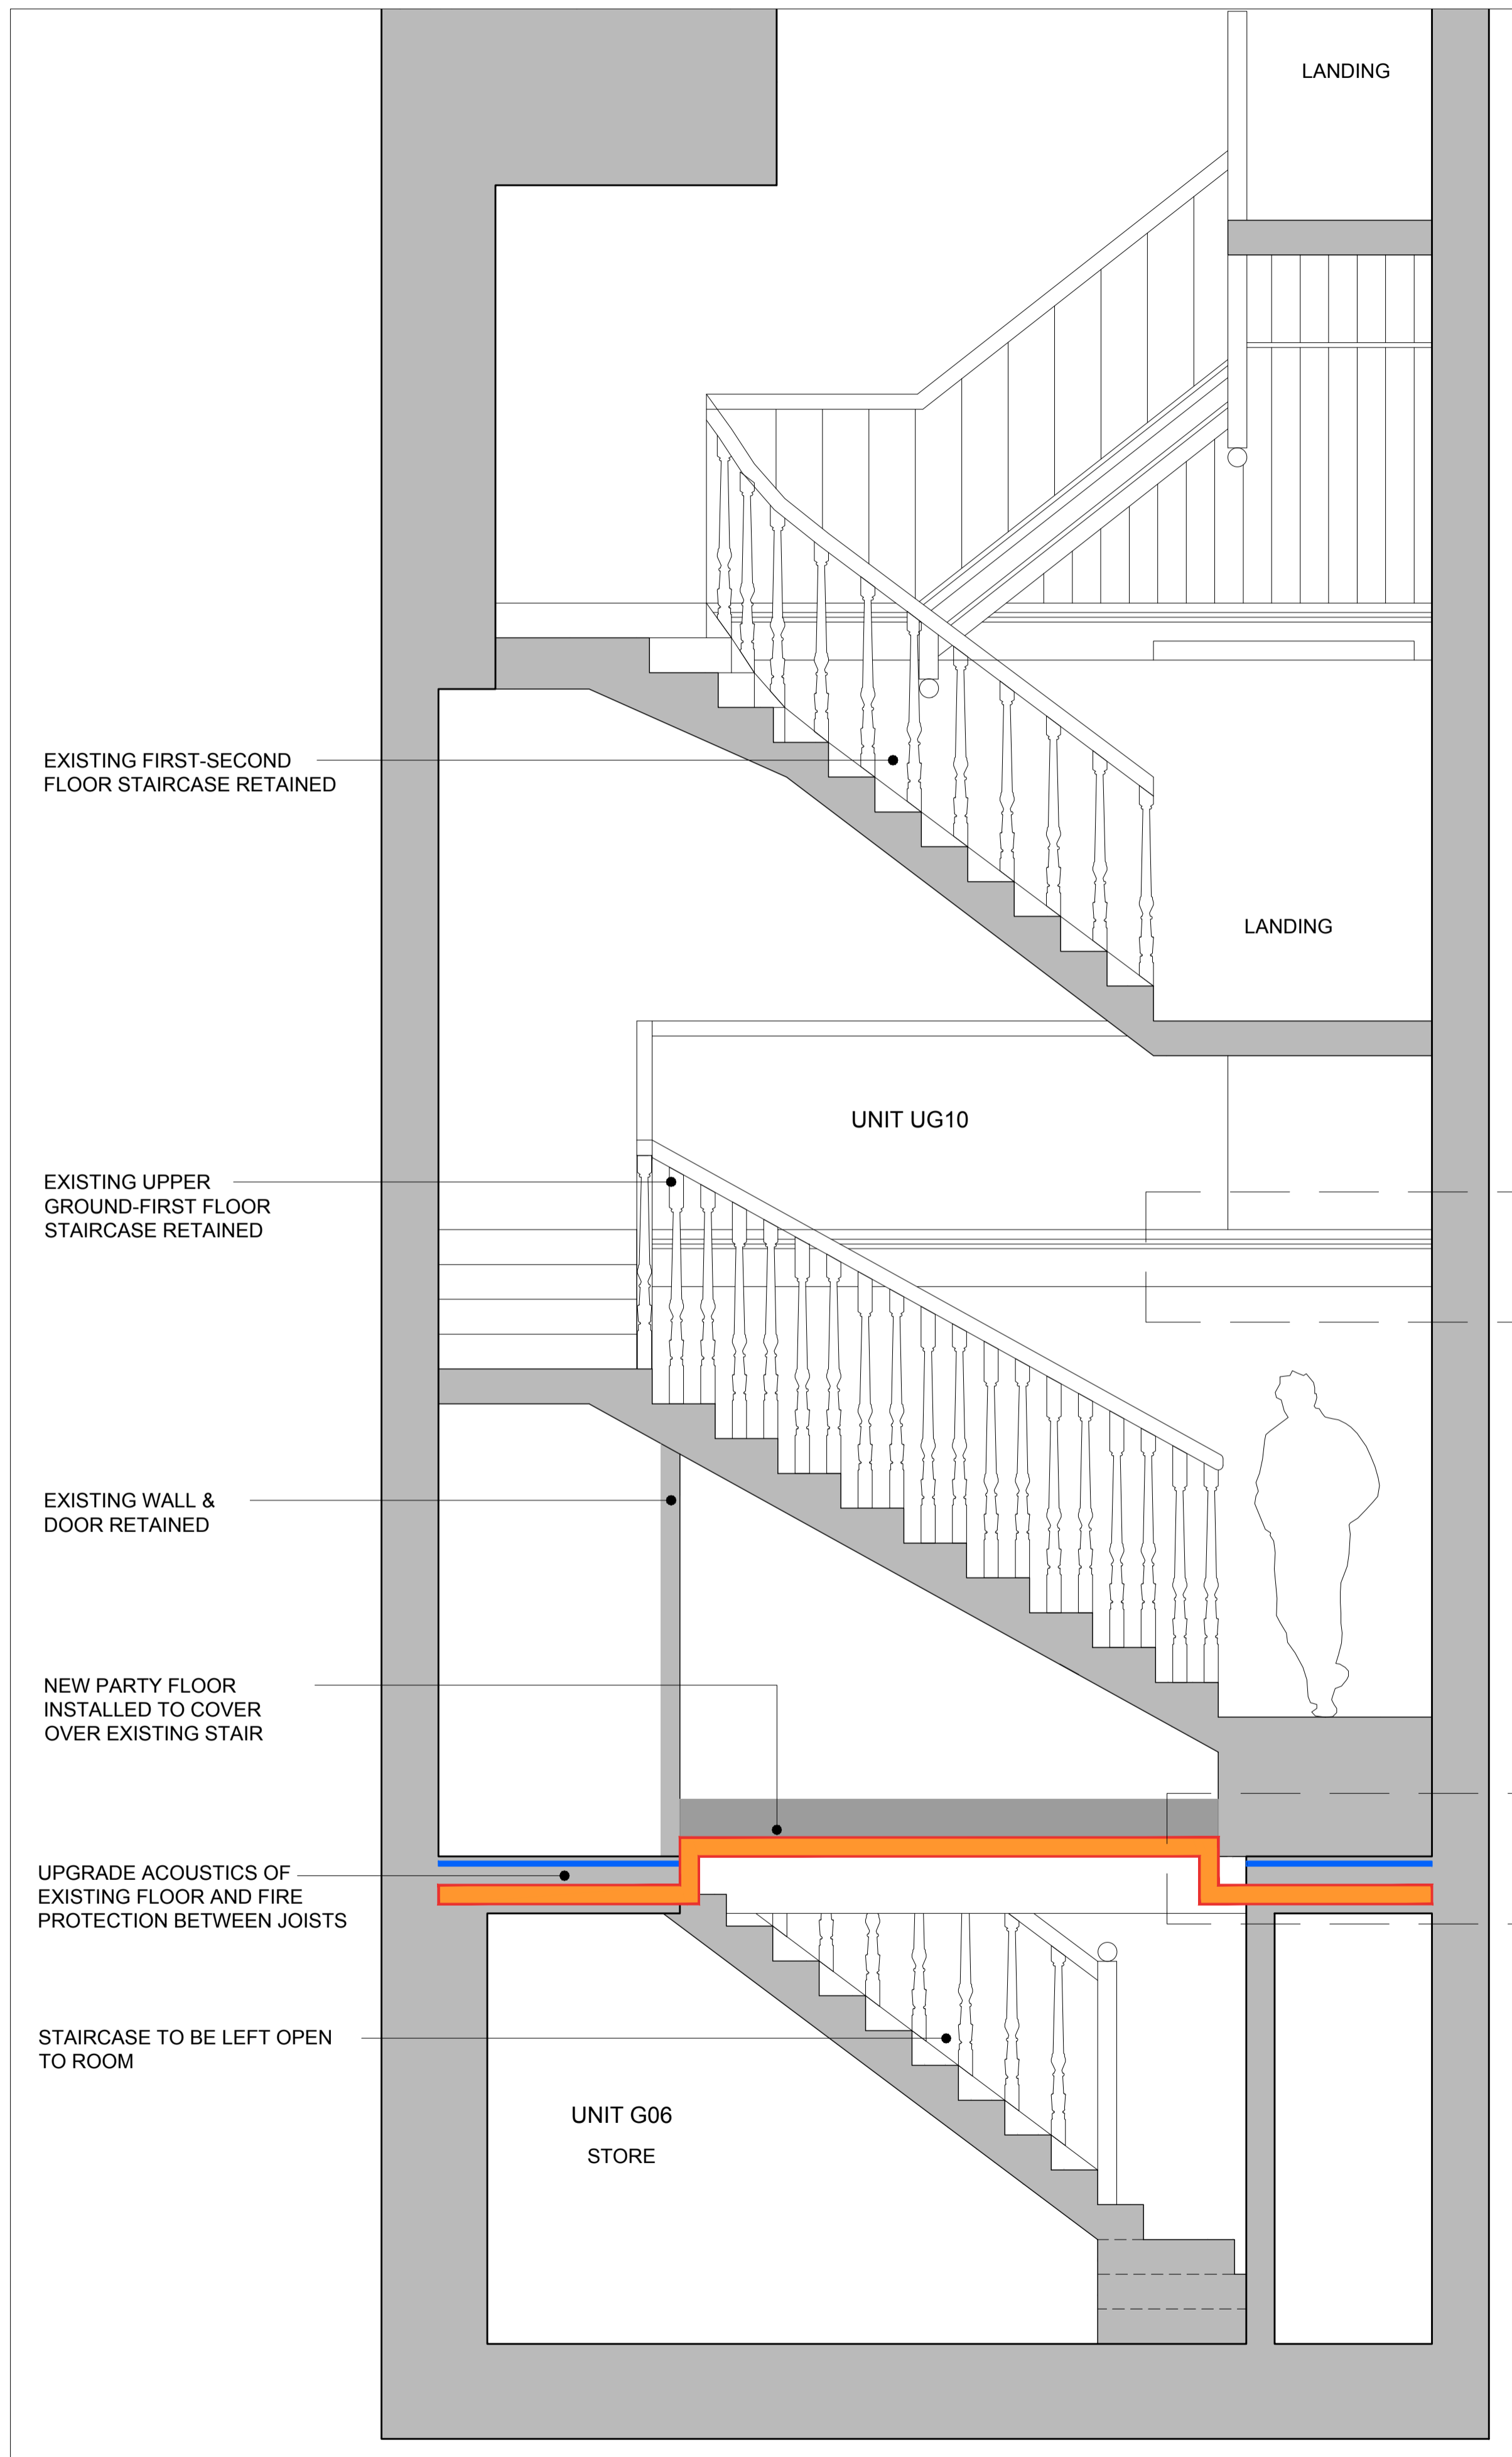 LANDING
EXISTING FIRST-SECOND
FLOOR STAIRCASE RETAINED
LANDING
UNIT UG10
EXISTING UPPER
GROUND-FIRST FLOOR
STAIRCASE RETAINED
EXISTING WALL &
DOOR RETAINED
NEW PARTY FLOOR
INSTALLED TO COVER
OVER EXISTING STAIR
UPGRADE ACOUSTICS OF
EXISTING FLOOR AND FIRE
PROTECTION BETWEEN JOISTS
STAIRCASE TO BE LEFT OPEN
TO ROOM
UNIT G06
STORE